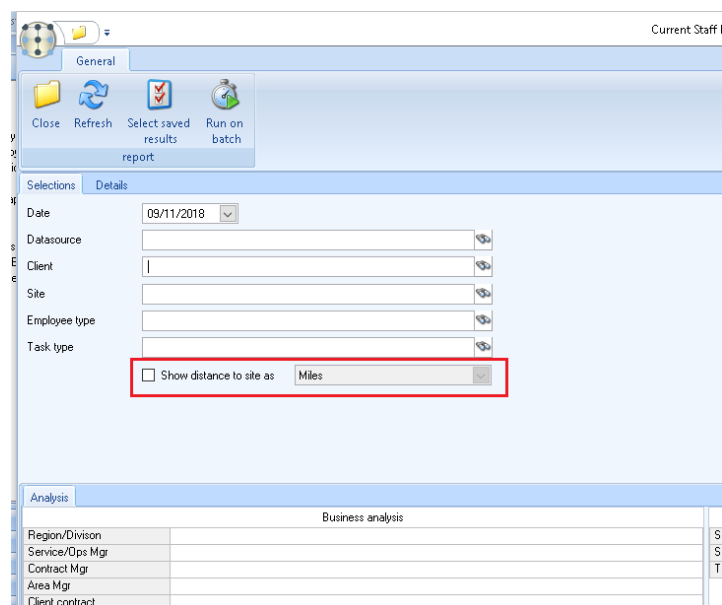 Current Staff
General
Close Refresh Select saved results Run on batch
report
Selections Details
Date 09/11/2018
Datasource
Client
Site
Employee type
Task type
Show distance to site as Miles
Analysis
Business analysis
Region/Divison
Service/Ops Mgr
Contract Mgr
Area Mgr
Client contract